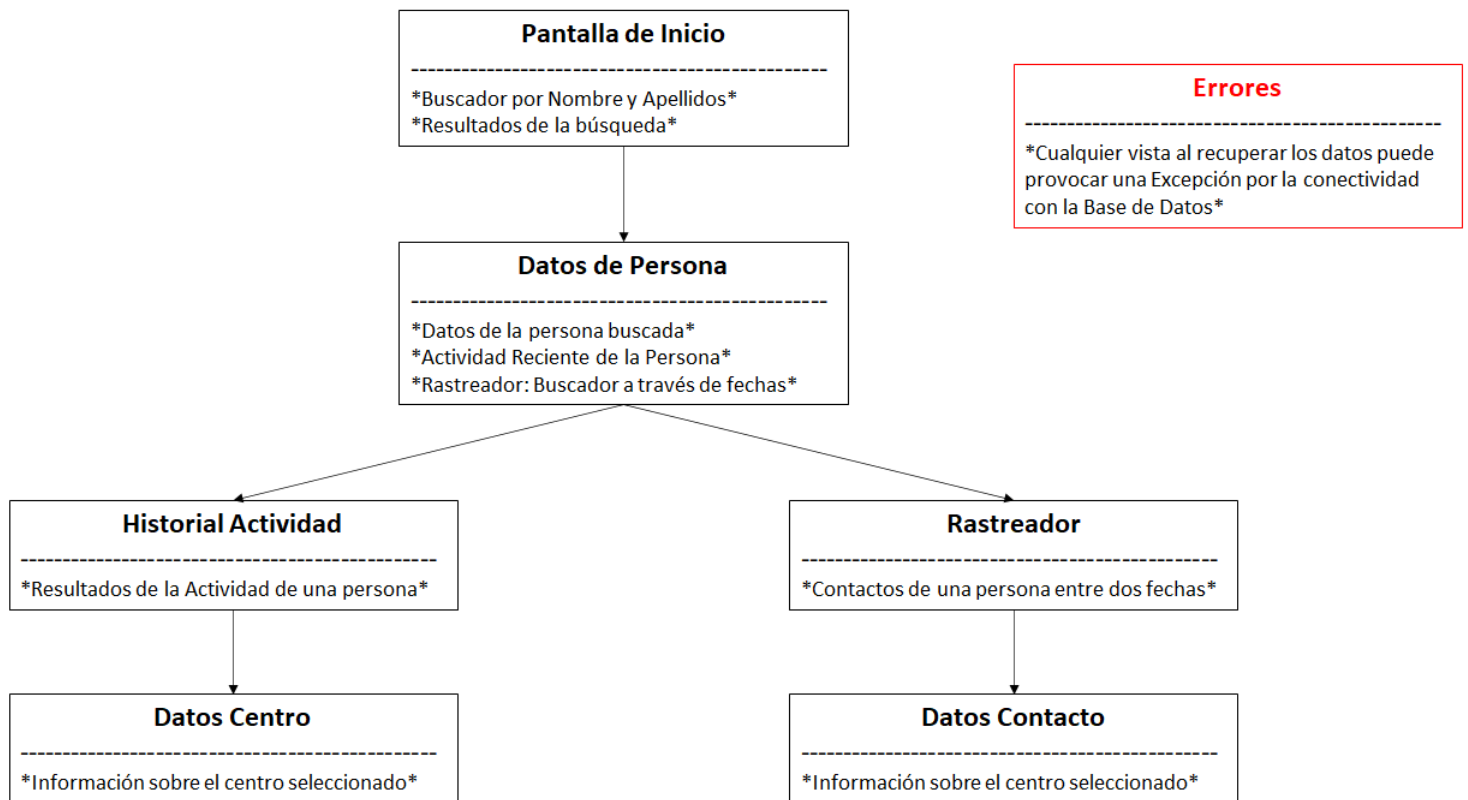 Pantalla de Inicio
--------------------------------------------------
*Buscador por Nombre y Apellidos*
*Resultados de la búsqueda*
Errores
--------------------------------------------------
*Cualquier vista al recuperar los datos puede
provocar una Excepción por la conectividad
con la Base de Datos*
Datos de Persona
--------------------------------------------------
*Datos de la persona buscada*
*Actividad Reciente de la Persona*
*Rastreador: Buscador a través de fechas*
Historial Actividad
--------------------------------------------------
*Resultados de la Actividad de una persona*
Rastreador
--------------------------------------------------
*Contactos de una persona entre dos fechas*
Datos Centro
--------------------------------------------------
*Información sobre el centro seleccionado*
Datos Contacto
--------------------------------------------------
*Información sobre el centro seleccionado*